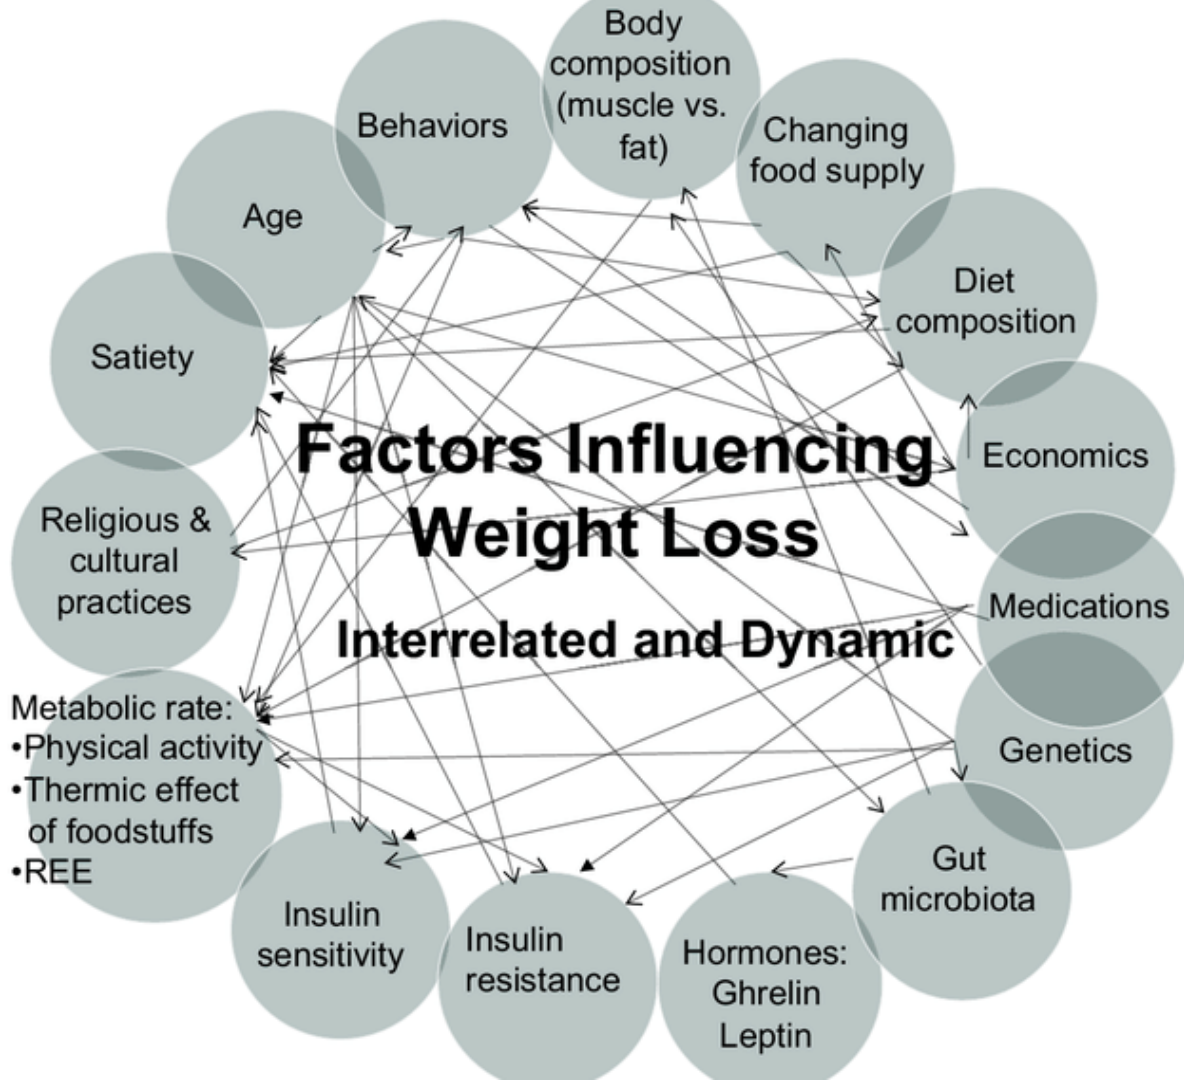 Body
composition
(muscle vs.
fat)
Behaviors
Changing
food supply
Age
Diet
composition
Satiety
Economics
Factors Influencing
Weight Loss
Interrelated and Dynamic
Religious &
cultural
practices
Medications
Metabolic rate:
•Physical activity
•Thermic effect
of foodstuffs
•REE
Genetics
Gut
microbiota
Insulin
sensitivity
Insulin
resistance
Hormones:
Ghrelin
Leptin